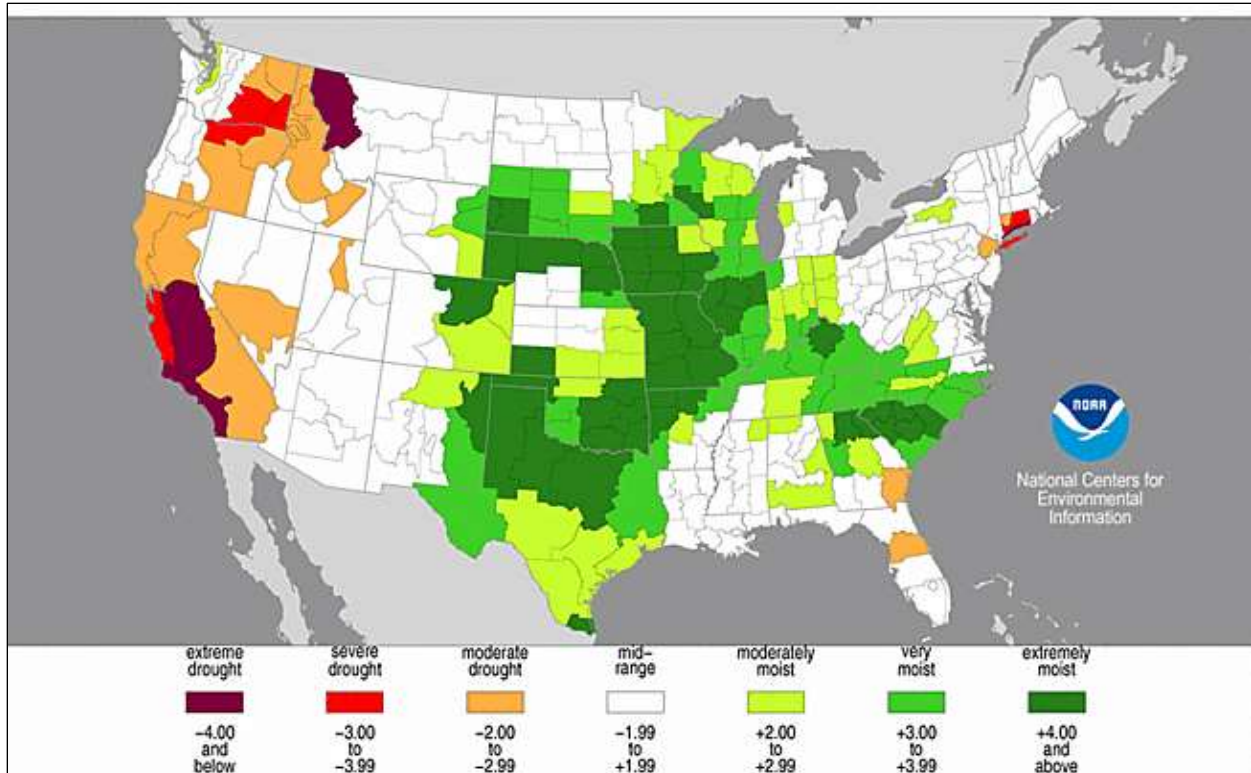 NOAA
National Centers for
Environmental
Information
extreme drought
severe drought
moderate drought
mid-range
moderately moist
very moist
extremely moist
−4.00 and below
−3.00 to −3.99
−2.00 to −2.99
−1.99 to +1.99
+2.00 to +2.99
+3.00 to +3.99
+4.00 and above